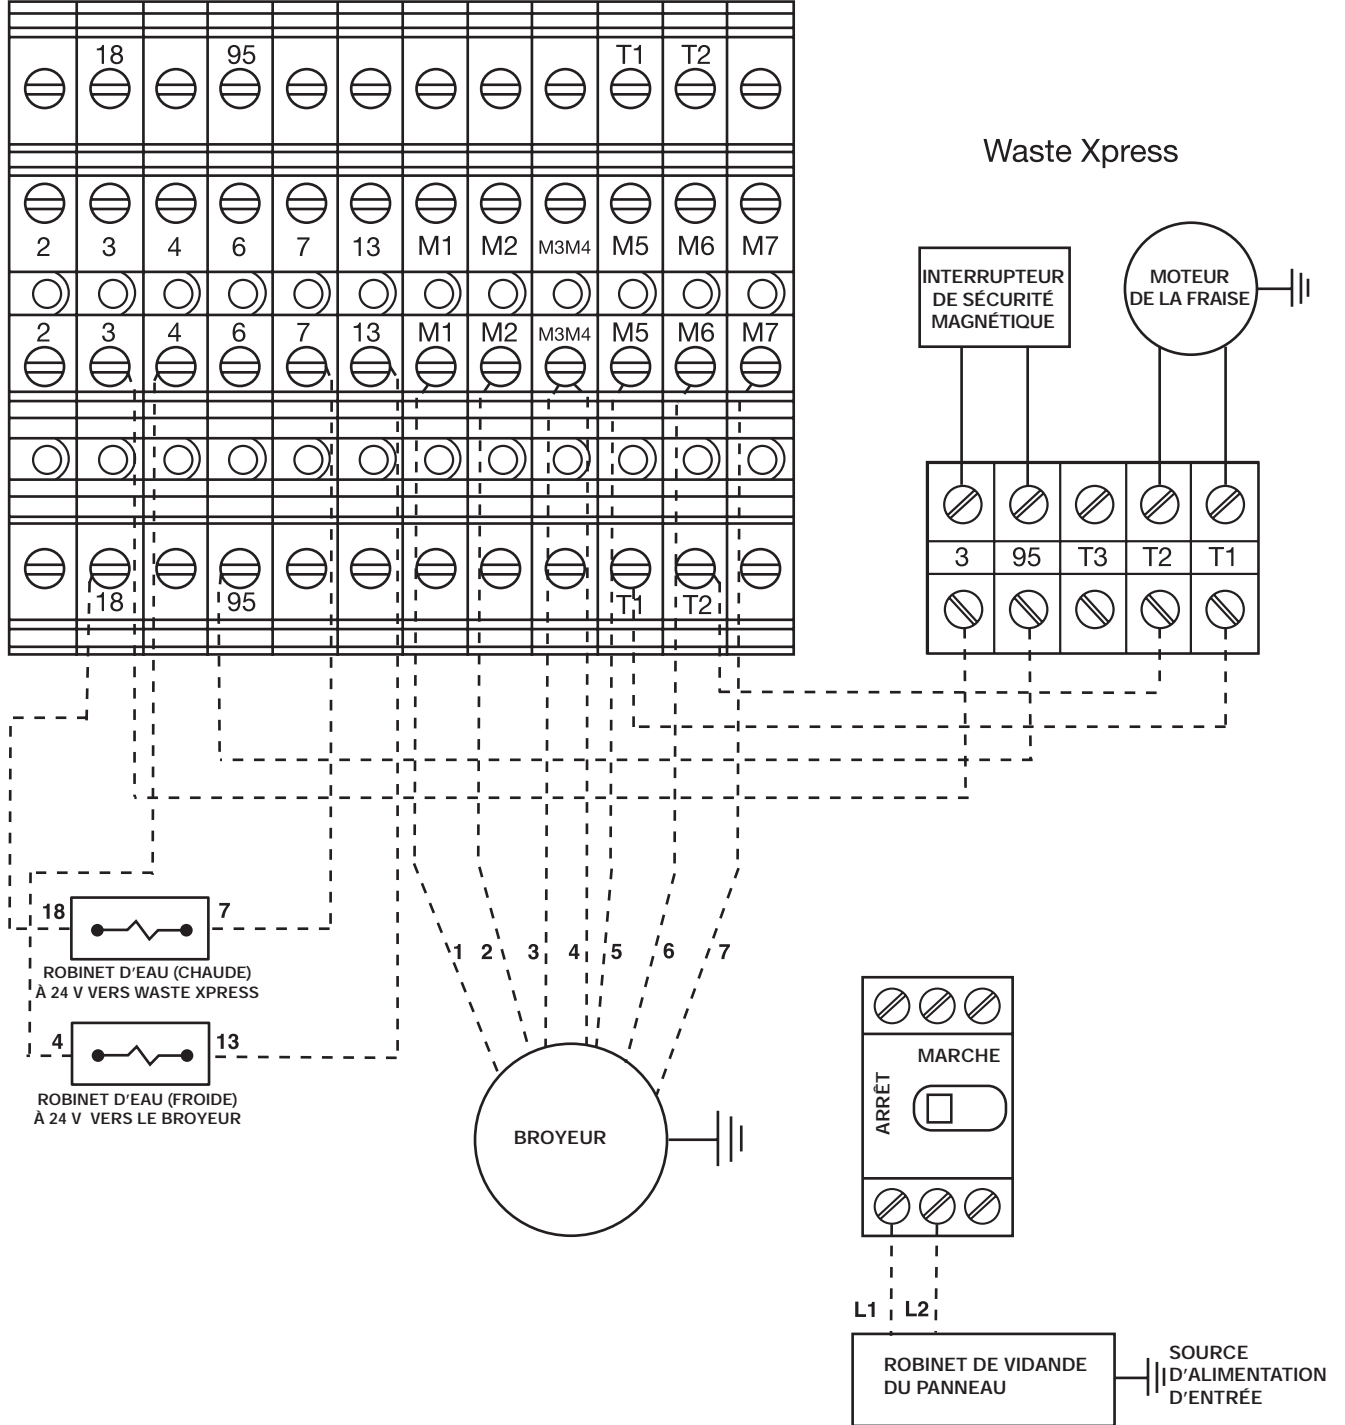 18 95 T1 T2
Waste Xpress
2 3 4 6 7 13 M1 M2 M3M4 M5 M6 M7
INTERRUPTEUR
DE SÉCURITÉ
MAGNÉTIQUE
MOTEUR
DE LA FRAISE
2 3 4 6 7 13 M1 M2 M3M4 M5 M6 M7
3 95 T3 T2 T1
18 95 T1 T2
18 7
ROBINET D'EAU (CHAUDE)
À 24 V VERS WASTE XPRESS
4 13
ROBINET D'EAU (FROIDE)
À 24 V VERS LE BROYEUR
1 2 3 4 5 6 7
BROYEUR
MARCHE
ARRÊT
L1 L2
ROBINET DE VIDANDE
DU PANNEAU
SOURCE
D'ALIMENTATION
D'ENTRÉE